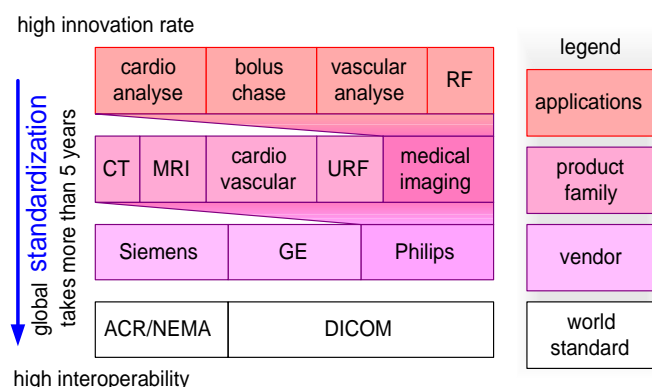 high innovation rate
legend
cardio
analyse
bolus
chase
vascular
analyse
RF
applications
CT
MRI
cardio
vascular
URF
medical
imaging
product
family
Siemens
GE
Philips
vendor
ACR/NEMA
DICOM
world
standard
global standardization
takes more than 5 years
high interoperability